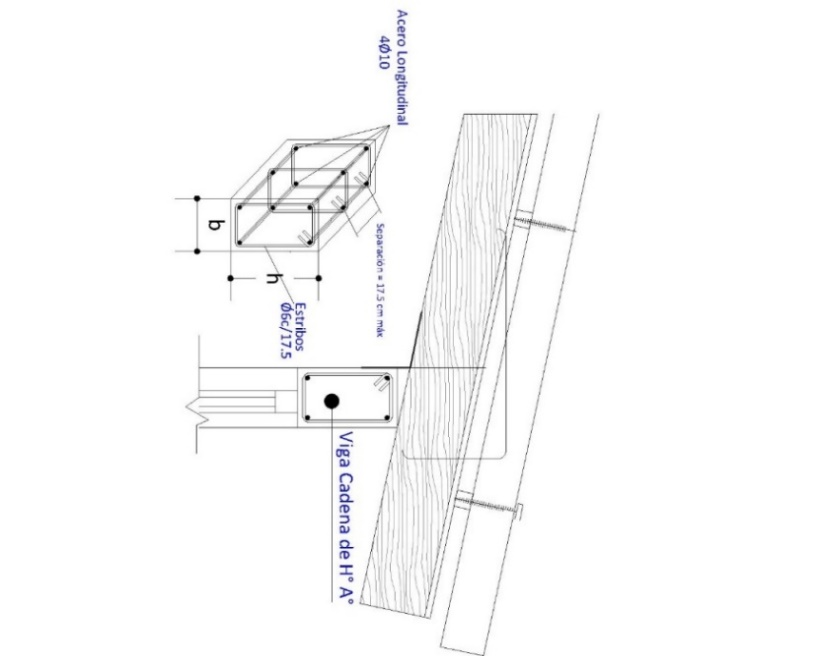 Acero Longitudinal
4Ø10
Separación = 17.5 cm máx
b
h
Estribos
Ø6c/17.5
Viga Cadena de H° A°